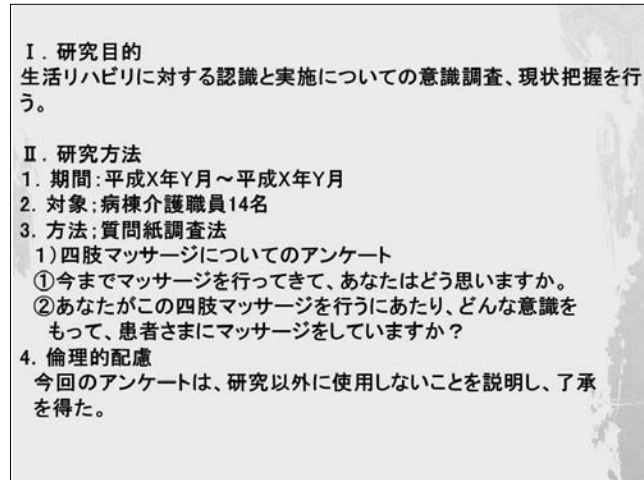 Ⅰ. 研究目的
生活リハビリに対する認識と実施についての意識調査、現状把握を行
う。
Ⅱ. 研究方法
1. 期間：平成X年Y月～平成X年Y月
2. 対象；病棟介護職員14名
3. 方法；質問紙調査法
1）四肢マッサージについてのアンケート
①今までマッサージを行ってきて、あなたはどう思いますか。
②あなたがこの四肢マッサージを行うにあたり、どんな意識を
もって、患者さまにマッサージをしていますか？
4. 倫理的配慮
今回のアンケートは、研究以外に使用しないことを説明し、了承
を得た。